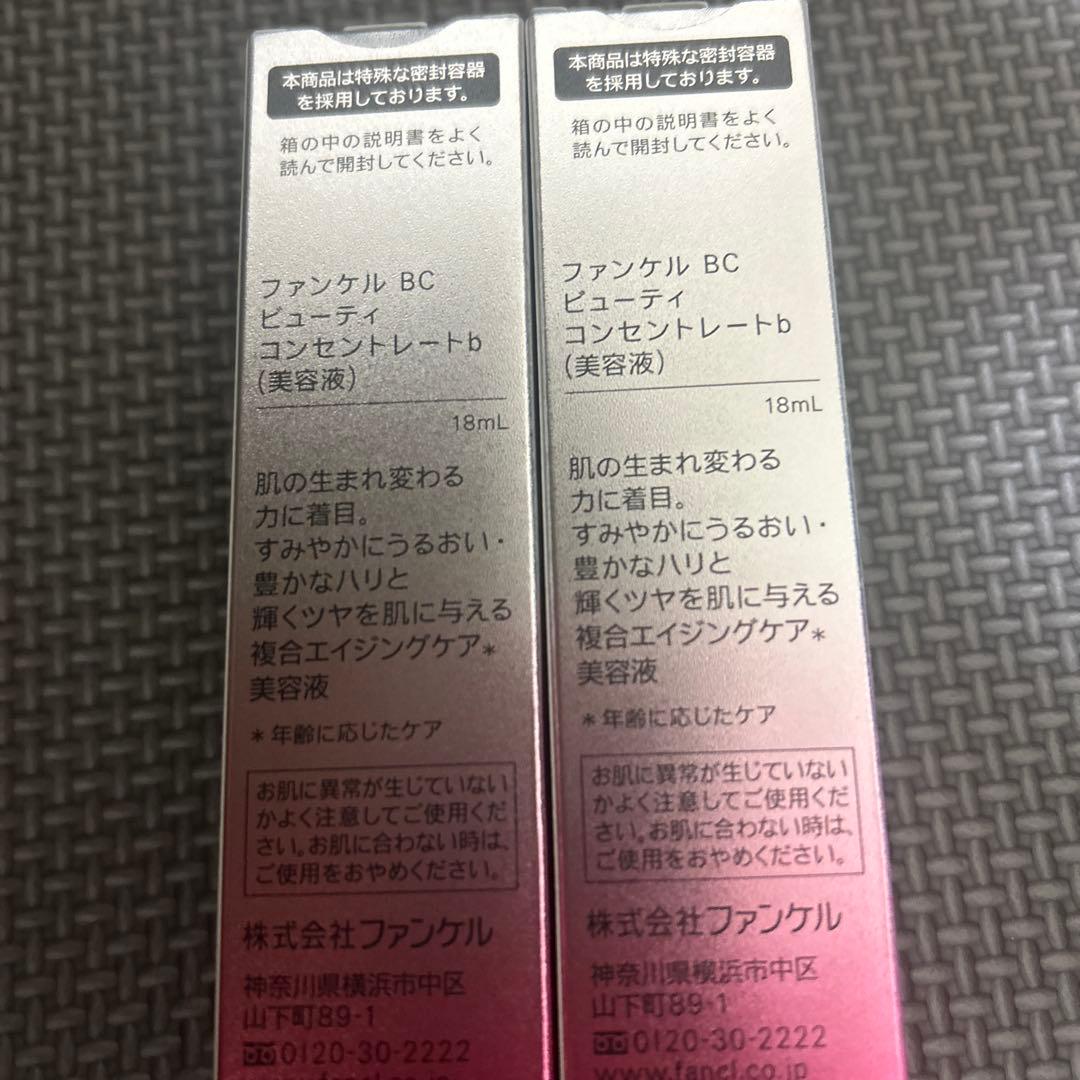 本商品は特殊な密封容器
を採用しております。
箱の中の説明書をよく
読んで開封してください。
ファンケル BC
ビューティ
コンセントレートb
(美容液)
18mL
肌の生まれ変わる
力に着目。
すみやかにうるおい・
豊かなハリと
輝くツヤを肌に与える
複合エイジングケア*
美容液
*年齢に応じたケア
お肌に異常が生じていない
かよく注意してご使用くだ
さい。お肌に合わない時は、
ご使用をおやめください。
株式会社ファンケル
神奈川県横浜市中区
山下町89-1
0120-30-2222
www.fancl.co.jp
本商品は特殊な密封容器
を採用しております。
箱の中の説明書をよく
読んで開封してください。
ファンケル BC
ビューティ
コンセントレートb
(美容液)
18mL
肌の生まれ変わる
力に着目。
すみやかにうるおい・
豊かなハリと
輝くツヤを肌に与える
複合エイジングケア*
美容液
*年齢に応じたケア
お肌に異常が生じていない
かよく注意してご使用くだ
さい。お肌に合わない時は、
ご使用をおやめください。
株式会社ファンケル
神奈川県横浜市中区
山下町89-1
0120-30-2222
www.fancl.co.jp